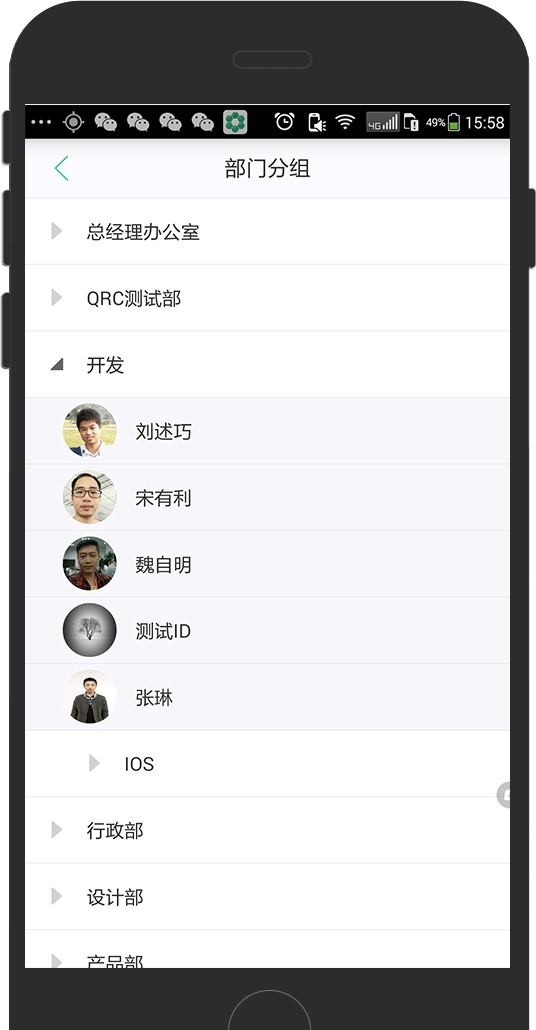 4G 49% 15:58
部门分组
总经理办公室
QRC测试部
开发
刘述巧
宋有利
魏自明
测试ID
张琳
IOS
行政部
设计部
产品部